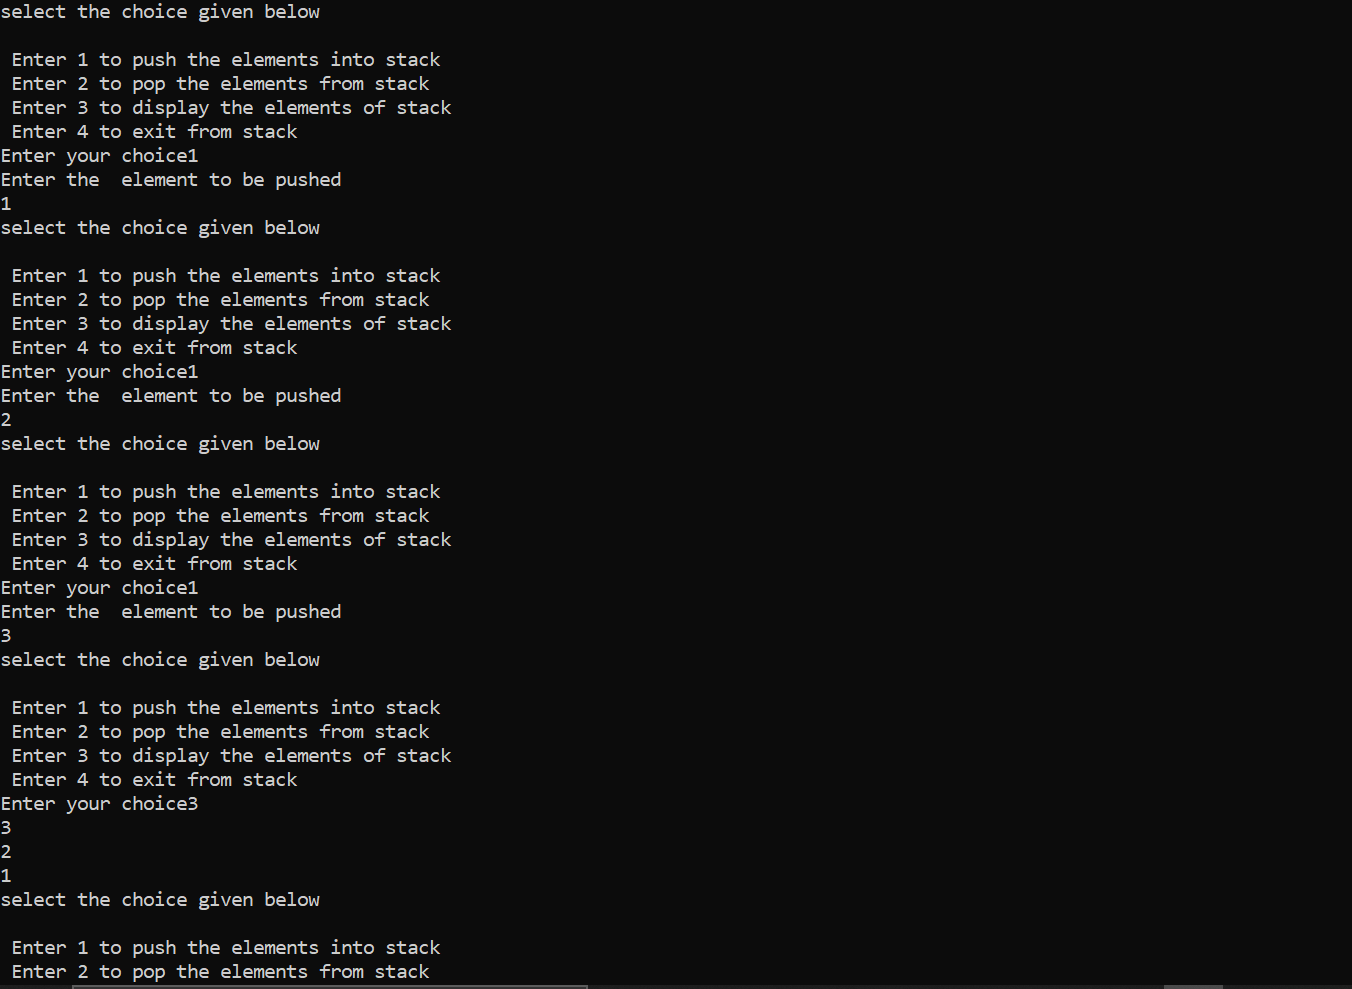 select the choice given below
Enter 1 to push the elements into stack
Enter 2 to pop the elements from stack
Enter 3 to display the elements of stack
Enter 4 to exit from stack
Enter your choice1
Enter the  element to be pushed
1
select the choice given below
Enter 1 to push the elements into stack
Enter 2 to pop the elements from stack
Enter 3 to display the elements of stack
Enter 4 to exit from stack
Enter your choice1
Enter the  element to be pushed
2
select the choice given below
Enter 1 to push the elements into stack
Enter 2 to pop the elements from stack
Enter 3 to display the elements of stack
Enter 4 to exit from stack
Enter your choice1
Enter the  element to be pushed
3
select the choice given below
Enter 1 to push the elements into stack
Enter 2 to pop the elements from stack
Enter 3 to display the elements of stack
Enter 4 to exit from stack
Enter your choice3
3
2
1
select the choice given below
Enter 1 to push the elements into stack
Enter 2 to pop the elements from stack